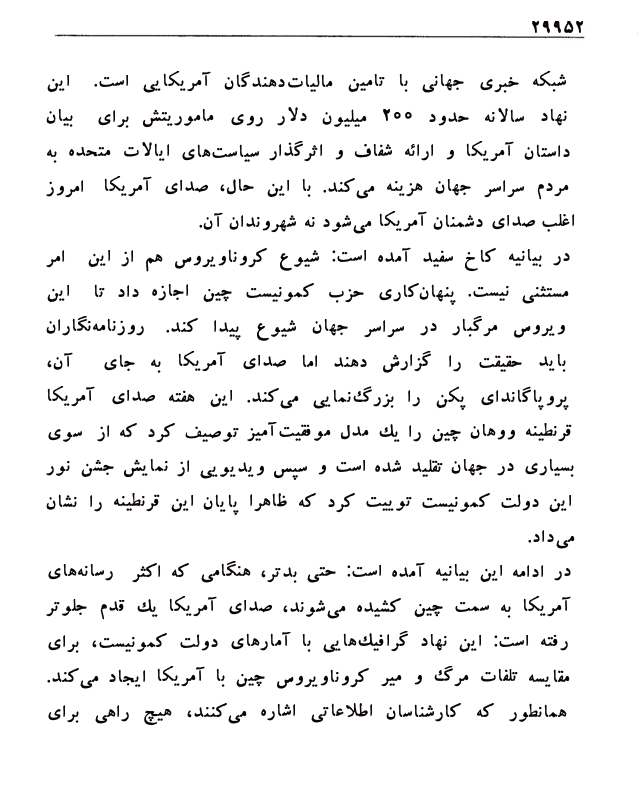 ۲۹۹۵۲
شبکه خبری جهانی با تامین مالیات‌دهندگان آمریکایی است. این
نهاد سالانه حدود ۲۰۰ میلیون دلار روی ماموریتش برای بیان
داستان آمریکا و ارائه شفاف و اثرگذار سیاست‌های ایالات متحده به
مردم سراسر جهان هزینه می‌کند. با این حال، صدای آمریکا امروز
اغلب صدای دشمنان آمریکا می‌شود نه شهروندان آن.
در بیانیه کاخ سفید آمده است: شیوع کروناویروس هم از این امر
مستثنی نیست. پنهان‌کاری حزب کمونیست چین اجازه داد تا این
ویروس مرگبار در سراسر جهان شیوع پیدا کند. روزنامه‌نگاران
باید حقیقت را گزارش دهند اما صدای آمریکا به جای آن،
پروپاگاندای پکن را بزرگ‌نمایی می‌کند. این هفته صدای آمریکا
قرنطینه ووهان چین را یك مدل موفقیت‌آمیز توصیف کرد که از سوی
بسیاری در جهان تقلید شده است و سپس ویدیویی از نمایش جشن نور
این دولت کمونیست توییت کرد که ظاهرا پایان این قرنطینه را نشان
می‌داد.
در ادامه این بیانیه آمده است: حتی بدتر، هنگامی که اکثر رسانه‌های
آمریکا به سمت چین کشیده می‌شوند، صدای آمریکا یك قدم جلوتر
رفته است: این نهاد گرافیك‌هایی با آمارهای دولت کمونیست، برای
مقایسه تلفات مرگ و میر کروناویروس چین با آمریکا ایجاد می‌کند.
همانطور که کارشناسان اطلاعاتی اشاره می‌کنند، هیچ راهی برای